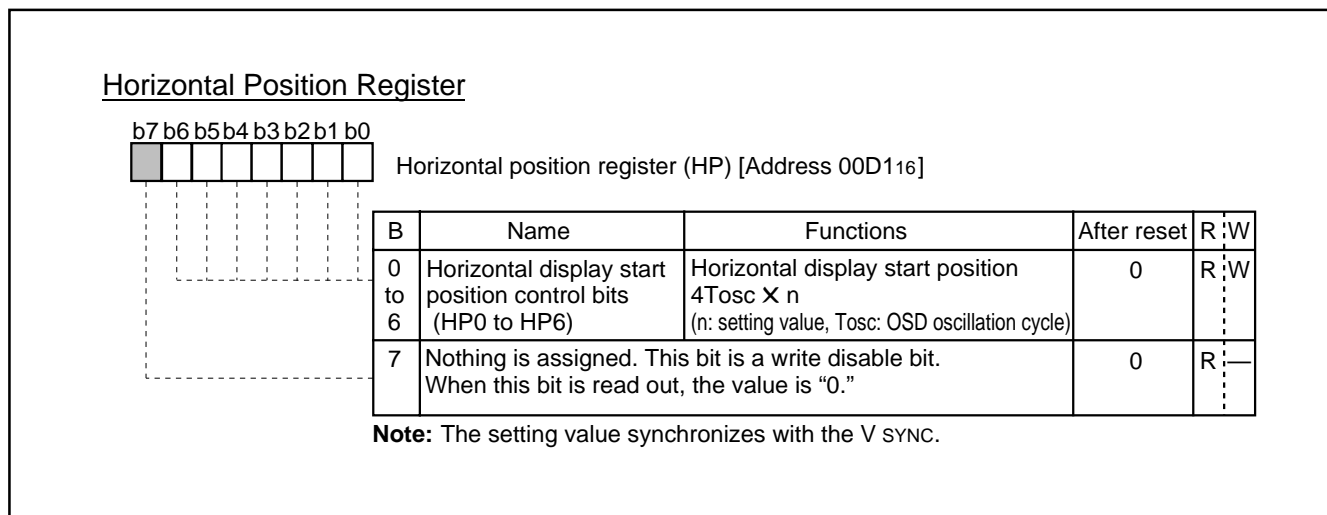 Horizontal Position Register
b7 b6 b5 b4 b3 b2 b1 b0
Horizontal position register (HP) [Address 00D116]
B Name Functions After reset R W
0 to 6 Horizontal display start position control bits (HP0 to HP6) Horizontal display start position 4Tosc X n (n: setting value, Tosc: OSD oscillation cycle) 0 R W
7 Nothing is assigned. This bit is a write disable bit. When this bit is read out, the value is “0.” 0 R —
Note: The setting value synchronizes with the V SYNC.